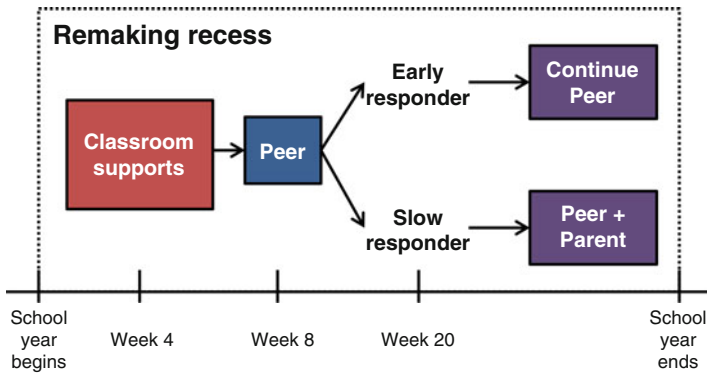 Remaking recess
Classroom
supports
Peer
Early
responder
Continue
Peer
Slow
responder
Peer +
Parent
School
year
begins
Week 4
Week 8
Week 20
School
year
ends